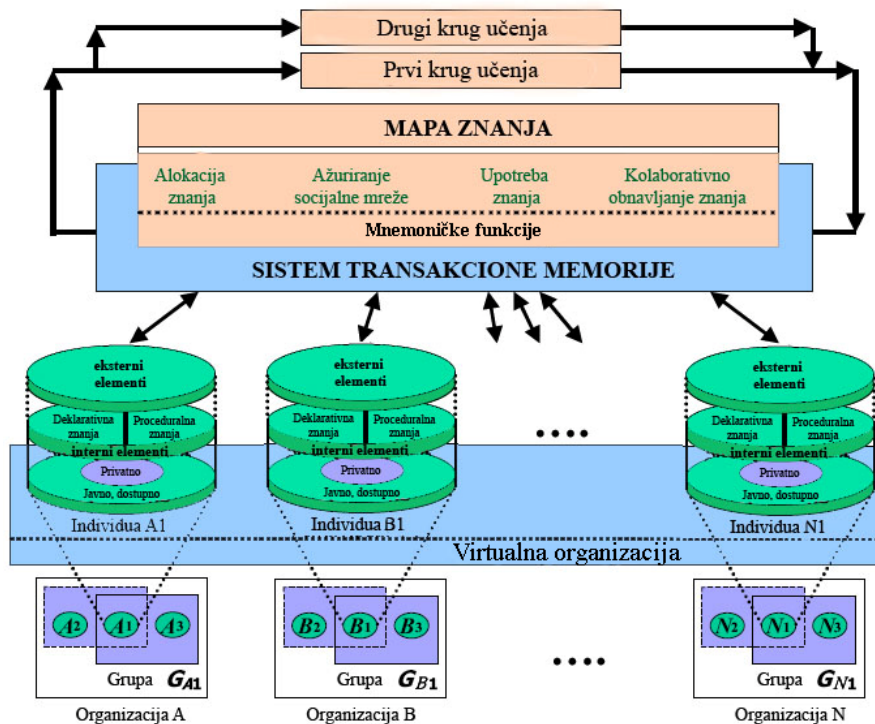 Drugi krug učenja
Prvi krug učenja
MAPA ZNANJA
Alokacija
znanja
Ažuriranje
socijalne mreže
Upotreba
znanja
Kolaborativno
obnavljanje znanja
Mnemoničke funkcije
SISTEM TRANSAKCIONE MEMORIJE
eksterni
elementi
Deklarativna
znanja
Proceduralna
znanja
interni elementi
Privatno
Javno, dostupno
Individua A1
eksterni
elementi
Deklarativna
znanja
Proceduralna
znanja
interni elementi
Privatno
Javno, dostupno
Individua B1
eksterni
elementi
Deklarativna
znanja
Proceduralna
znanja
interni elementi
Privatno
Javno, dostupno
Individua N1
Virtualna organizacija
A2 A1 A3
Grupa GA1
Organizacija A
B2 B1 B3
Grupa GB1
Organizacija B
N2 N1 N3
Grupa GN1
Organizacija N